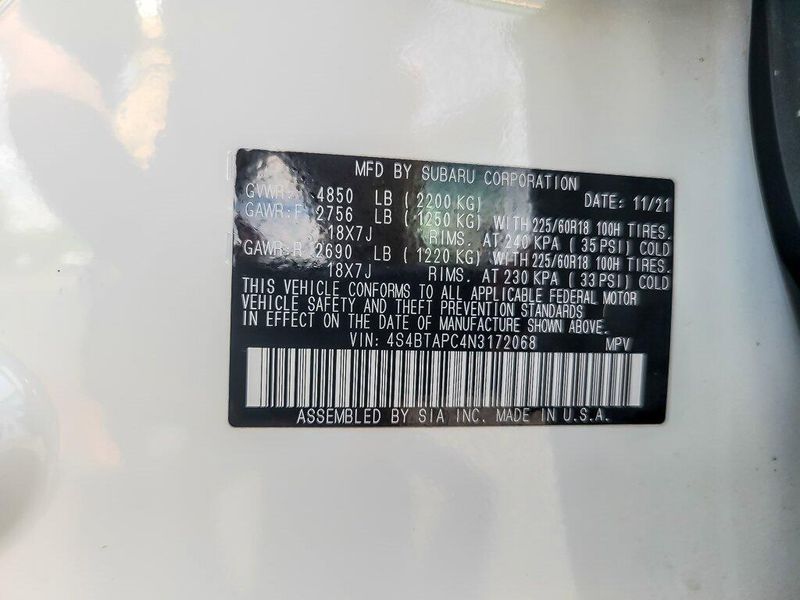 MFD BY SUBARU CORPORATION
GVWR: 4850 LB (2200 KG) DATE: 11/21
GAWR:F 2756 LB (1250 KG) WITH 225/60R18 100H TIRES.
18X7J RIMS. AT 240 KPA (35PSI) COLD
GAWR:R 2690 LB (1220 KG) WITH 225/60R18 100H TIRES.
18X7J RIMS. AT 230 KPA (33PSI) COLD
THIS VEHICLE CONFORMS TO ALL APPLICABLE FEDERAL MOTOR
VEHICLE SAFETY AND THEFT PREVENTION STANDARDS
IN EFFECT ON THE DATE OF MANUFACTURE SHOWN ABOVE.
VIN: 4S4BTAPC4N3172068 MPV
ASSEMBLED BY SIA INC. MADE IN U.S.A.